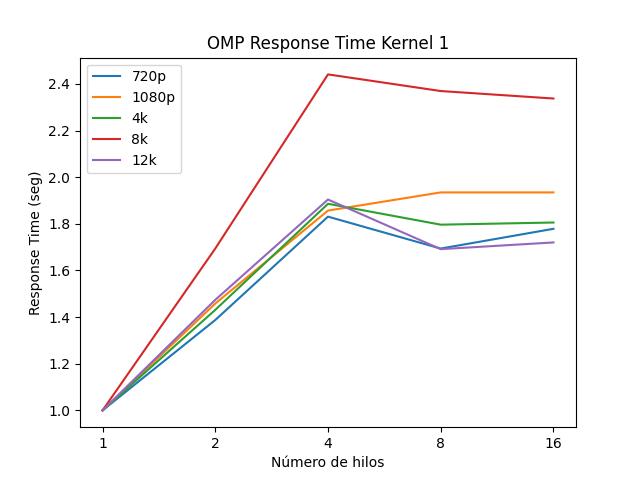 OMP Response Time Kernel 1
720p
1080p
4k
8k
12k
Response Time (seg)
2.4
2.2
2.0
1.8
1.6
1.4
1.2
1.0
1 2 4 8 16
Número de hilos